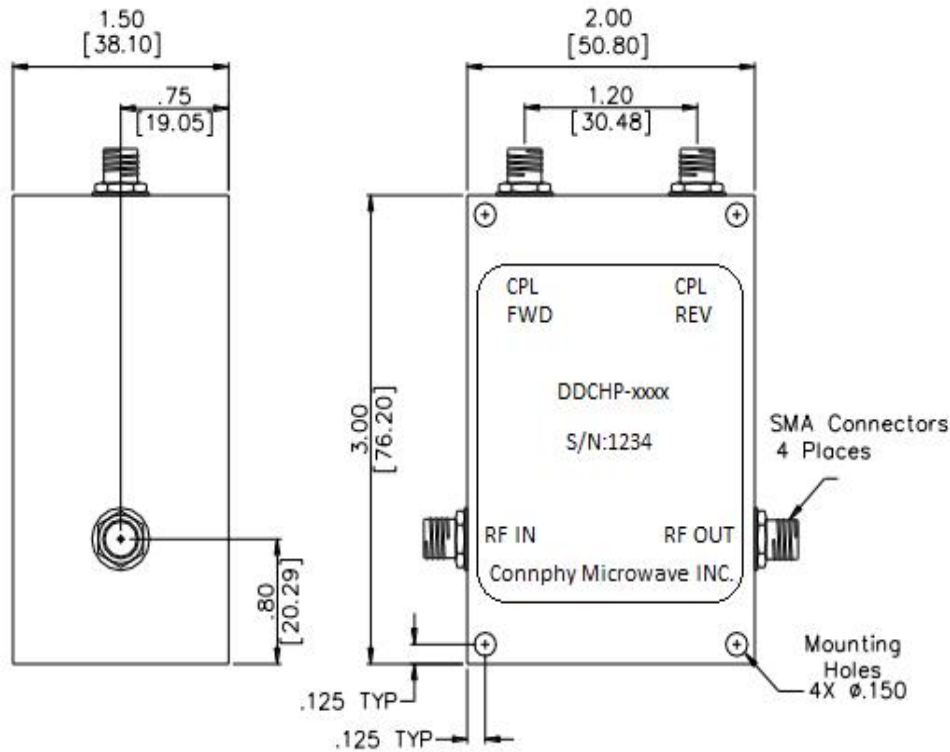 1.50
[38.10]
.75
[19.05]
2.00
[50.80]
1.20
[30.48]
CPL
FWD
CPL
REV
DDCHP-xxxx
S/N:1234
3.00
[76.20]
SMA Connectors
4 Places
RF IN
RF OUT
Connphy Microwave INC.
.80
[20.29]
Mounting
Holes
4X ø.150
.125 TYP
.125 TYP